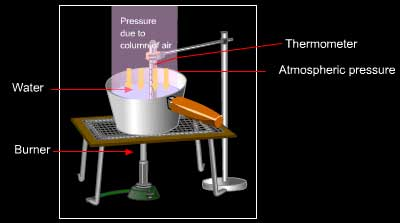 Pressure
due to
column of air
Thermometer
Atmospheric pressure
Water
Burner